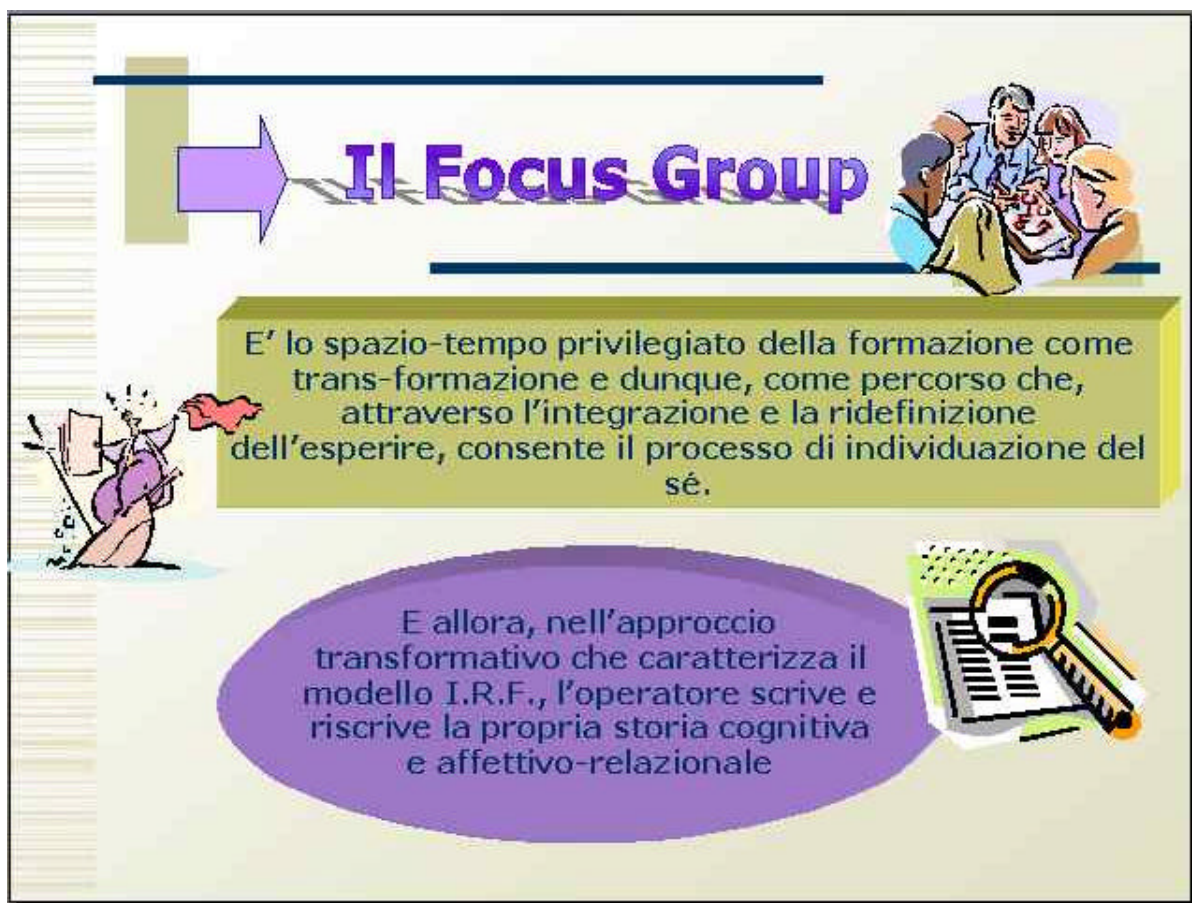 Il Focus Group
E' lo spazio-tempo privilegiato della formazione come
trans-formazione e dunque, come percorso che,
attraverso l'integrazione e la ridefinizione
dell'esperire, consente il processo di individuazione del
sé.
E allora, nell'approccio
transformativo che caratterizza il
modello I.R.F., l'operatore scrive e
riscrive la propria storia cognitiva
e affettivo-relazionale